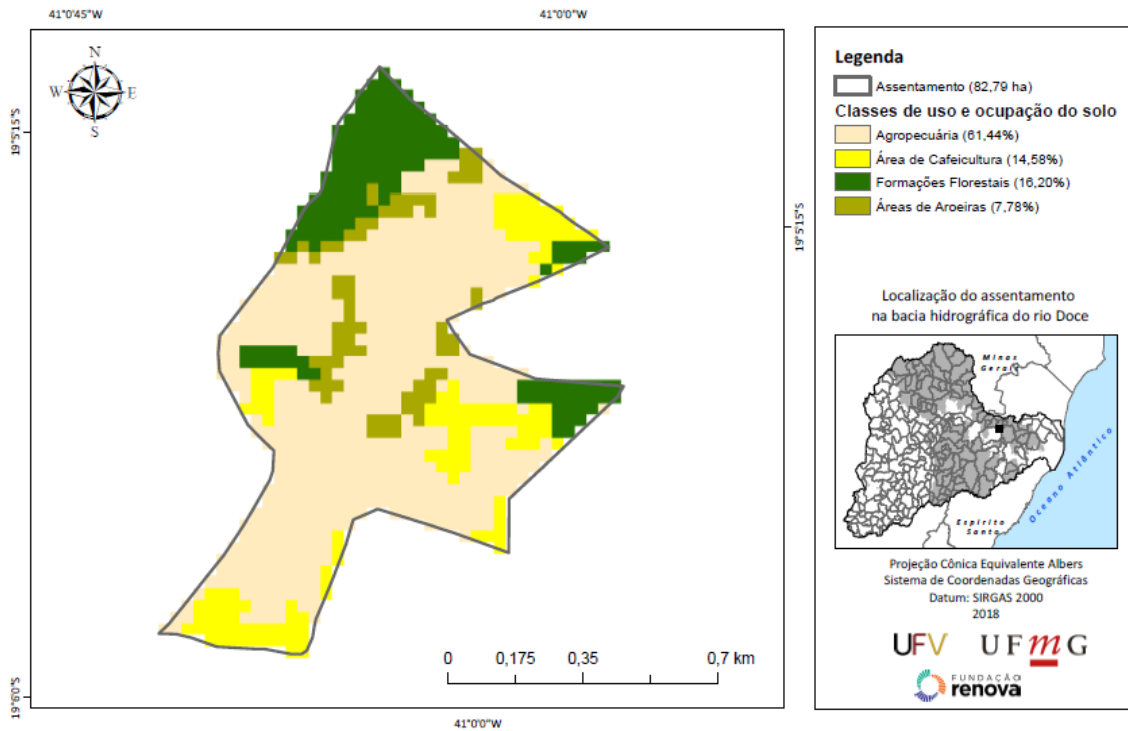 41°0'45"W
41°0'0"W
N
W
E
S
19°5'15"S
19°5'15"S
19°6'0"S
0
0,175
0,35
0,7 km
41°0'0"W
Legenda
Assentamento (82,79 ha)
Classes de uso e ocupação do solo
Agropecuária (61,44%)
Área de Cafeicultura (14,58%)
Formações Florestais (16,20%)
Áreas de Aroeiras (7,78%)
Localização do assentamento
na bacia hidrográfica do rio Doce
Minas
Gerais
Oceano Atlântico
Espírito
Santo
Projeção Cônica Equivalente Albers
Sistema de Coordenadas Geográficas
Datum: SIRGAS 2000
2018
UFV
UFmG
FUNDAÇÃO
renova